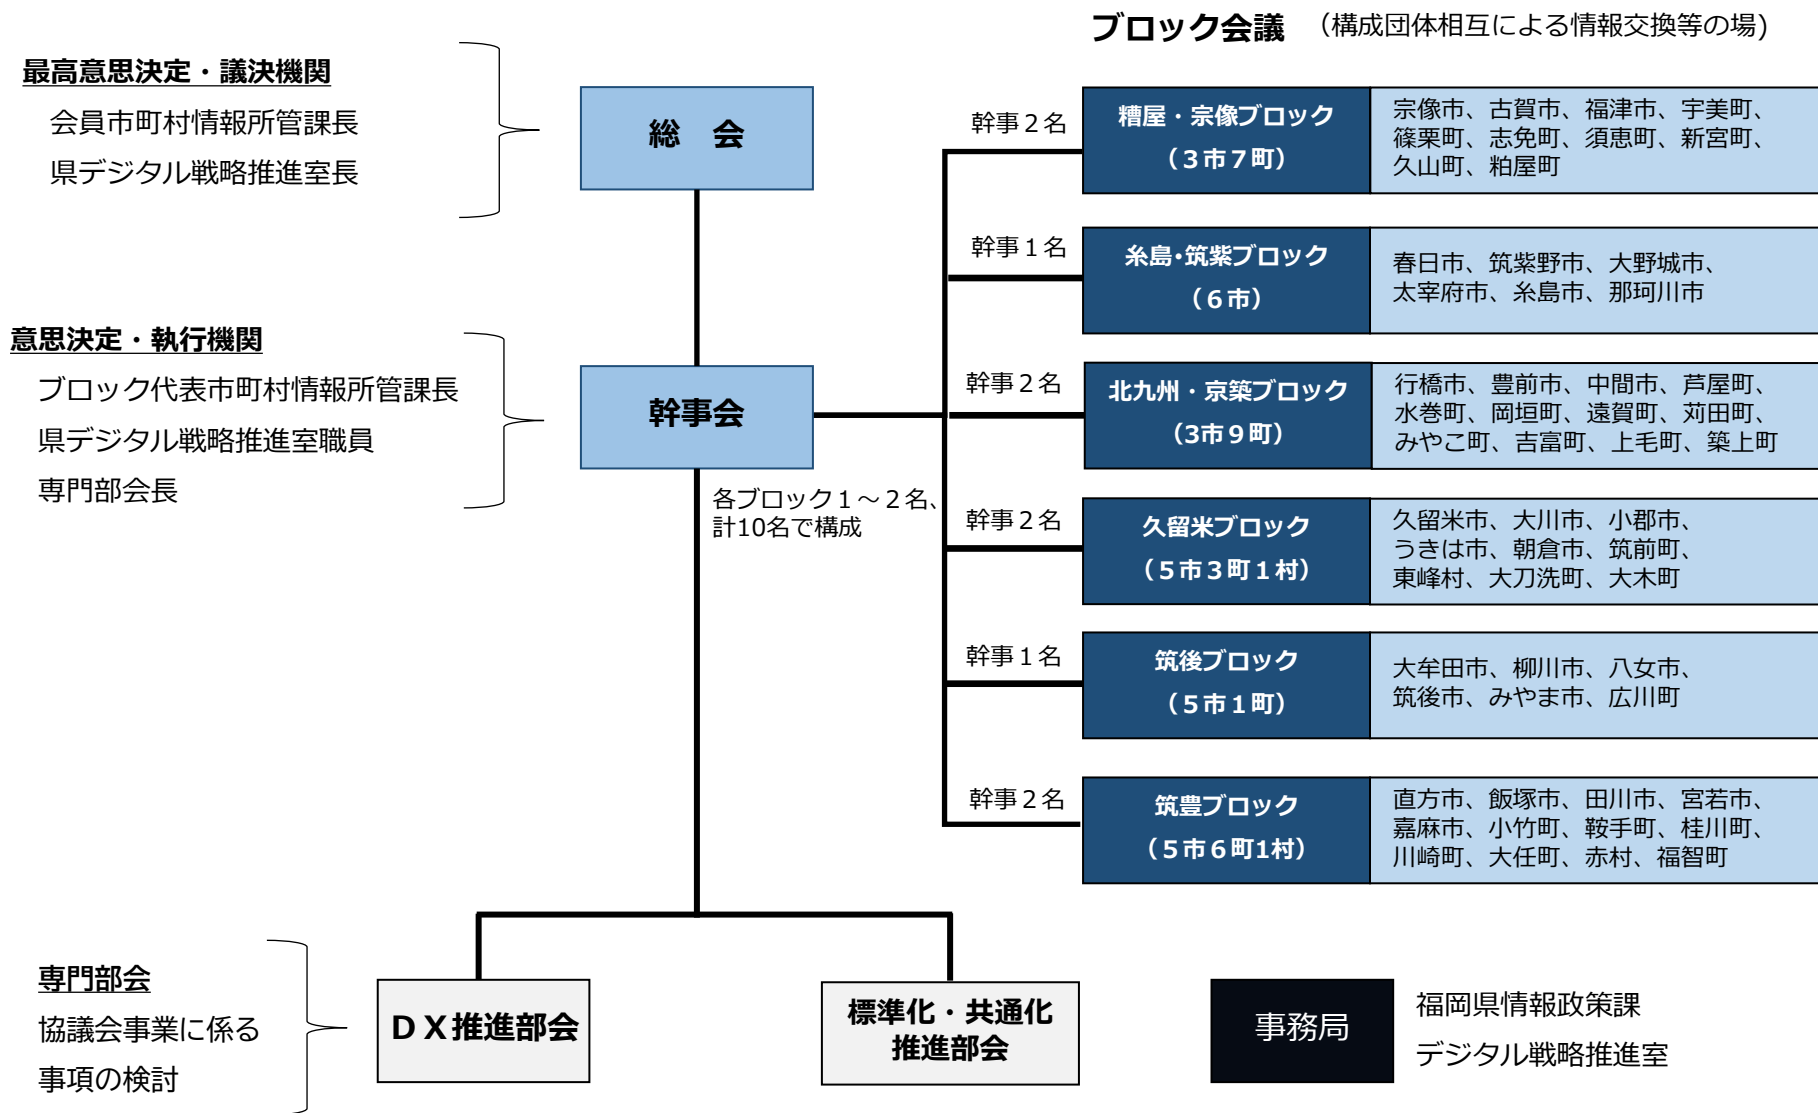 ブロック会議 （構成団体相互による情報交換等の場）
最高意思決定・議決機関
会員市町村情報所管課長
県デジタル戦略推進室長
総　会
意思決定・執行機関
ブロック代表市町村情報所管課長
県デジタル戦略推進室職員
専門部会長
幹事会
各ブロック１～２名、
計10名で構成
幹事２名
糟屋・宗像ブロック
（３市７町）
宗像市、古賀市、福津市、宇美町、
篠栗町、志免町、須恵町、新宮町、
久山町、粕屋町
幹事１名
糸島・筑紫ブロック
（６市）
春日市、筑紫野市、大野城市、
太宰府市、糸島市、那珂川市
幹事２名
北九州・京築ブロック
（3市９町）
行橋市、豊前市、中間市、芦屋町、
水巻町、岡垣町、遠賀町、苅田町、
みやこ町、吉富町、上毛町、築上町
幹事２名
久留米ブロック
（５市３町１村）
久留米市、大川市、小郡市、
うきは市、朝倉市、筑前町、
東峰村、大刀洗町、大木町
幹事１名
筑後ブロック
（５市１町）
大牟田市、柳川市、八女市、
筑後市、みやま市、広川町
幹事２名
筑豊ブロック
（５市６町1村）
直方市、飯塚市、田川市、宮若市、
嘉麻市、小竹町、鞍手町、桂川町、
川崎町、大任町、赤村、福智町
専門部会
協議会事業に係る
事項の検討
ＤＸ推進部会
標準化・共通化
推進部会
事務局
福岡県情報政策課
デジタル戦略推進室